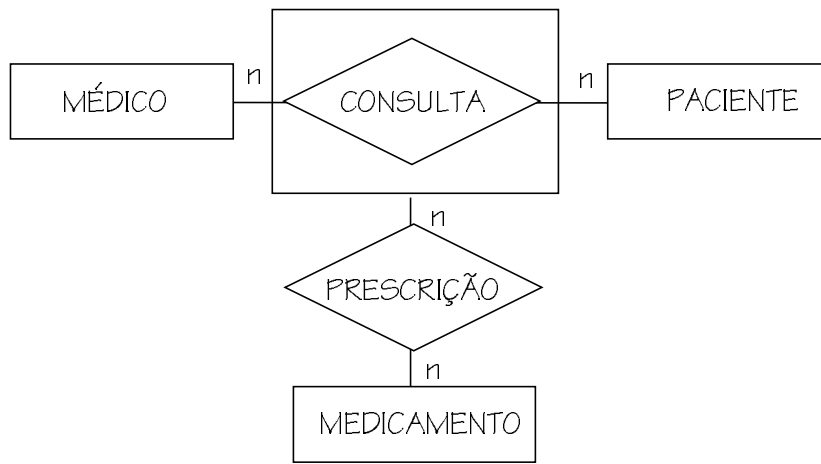 n
n
MÉDICO
CONSULTA
PACIENTE
n
PRESCRIÇÃO
n
MEDICAMENTO